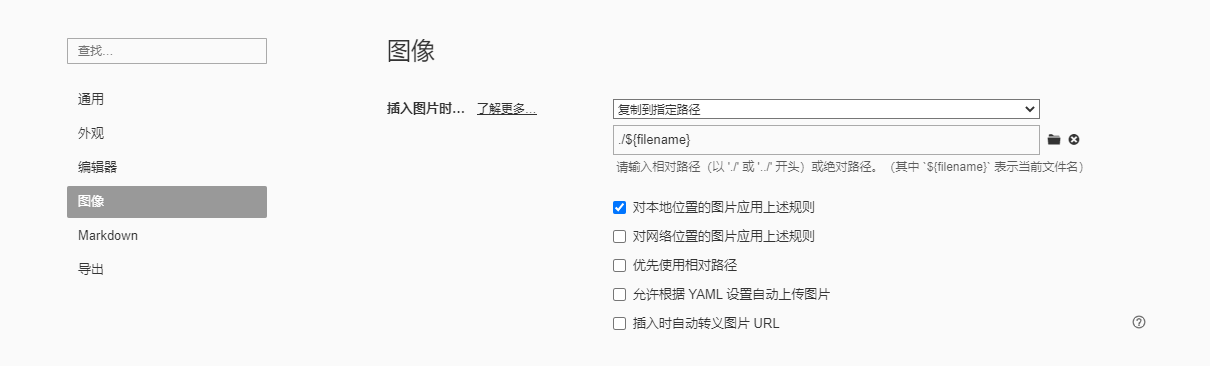 查找...
通用
外观
编辑器
图像
Markdown
导出
图像
插入图片时... 了解更多...
复制到指定路径
./${filename}
请输入相对路径（以 './' 或 '../' 开头）或绝对路径。（其中 `${filename}` 表示当前文件名）
对本地位置的图片应用上述规则
对网络位置的图片应用上述规则
优先使用相对路径
允许根据 YAML 设置自动上传图片
插入时自动转义图片 URL